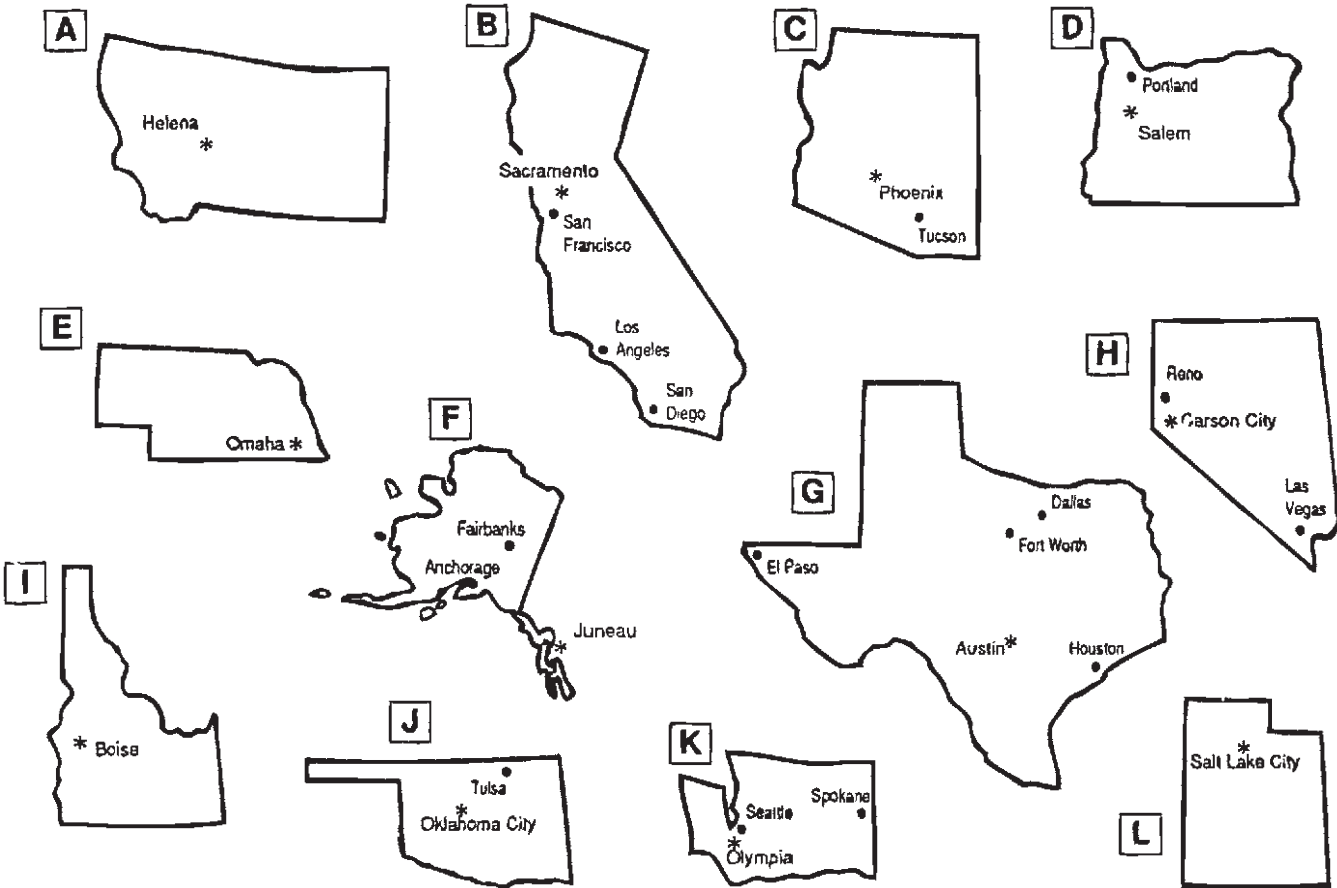 A
Helena
*
B
Sacramento
*
San
Francisco
Los
Angeles
San
Diego
C
*
Phoenix
Tucson
D
Portland
*
Salem
E
Omaha *
F
Fairbanks
Anchorage
Juneau
*
G
Dallas
Fort Worth
El Paso
Austin*
Houston
H
Reno
*Carson City
Las
Vegas
I
* Boise
J
Tulsa
*
Oklahoma City
K
Seattle
Spokane
*
Olympia
L
*
Salt Lake City